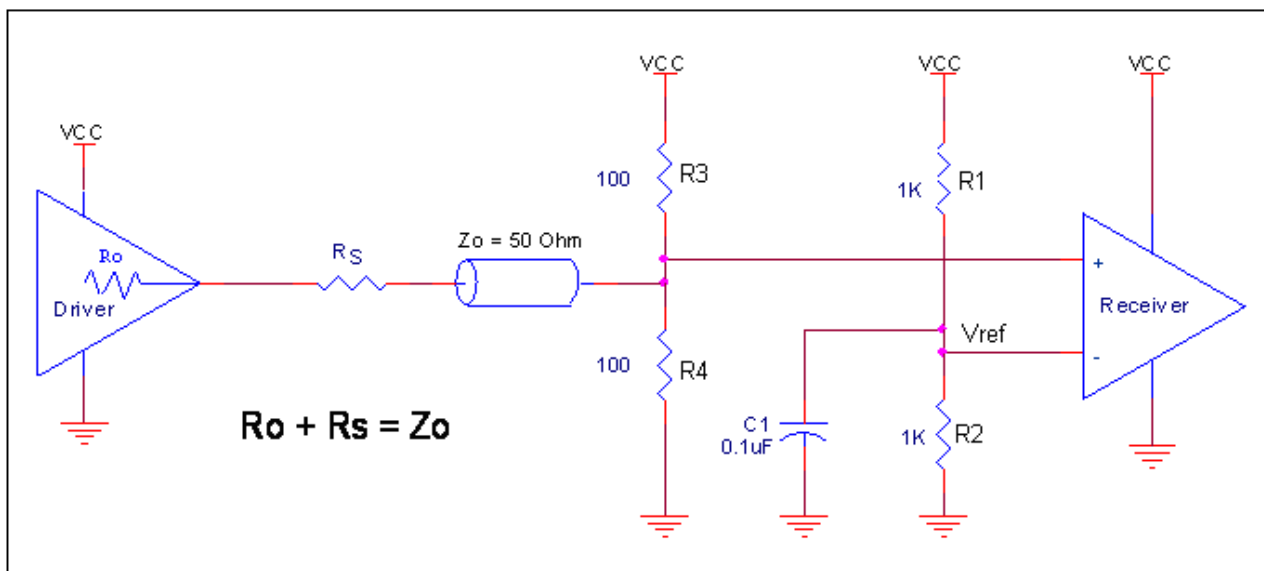 VCC
VCC
VCC
VCC
R3
100
R1
1K
Zo = 50 Ohm
Ro
RS
+
Driver
Receiver
Vref
-
R4
100
Ro + Rs = Zo
C1
0.1uF
R2
1K